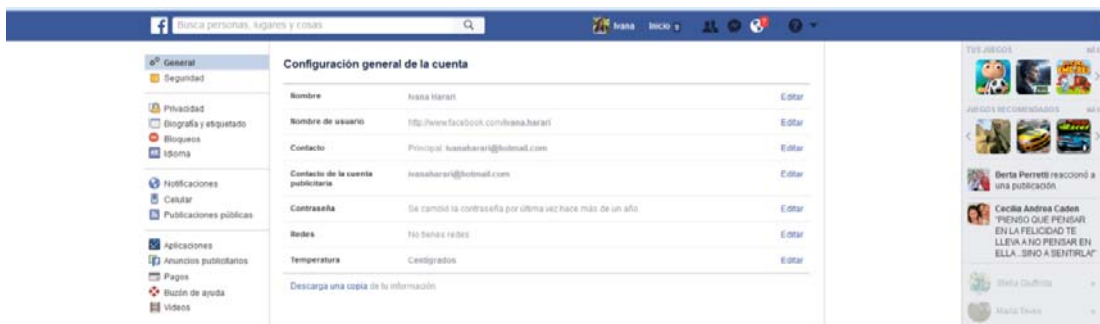 Busca personas, lugares y cosas
Ivana
Inicio
General
Seguridad
Privacidad
Biografía y etiquetado
Bloqueos
Idioma
Notificaciones
Celular
Publicaciones públicas
Aplicaciones
Anuncios publicitarios
Pagos
Buzón de ayuda
Videos
Configuración general de la cuenta
Nombre Ivana Harari Editar
Nombre de usuario http://www.facebook.com/ivana.harari Editar
Contacto Principal: ivanaharari@hotmail.com Editar
Contacto de la cuenta
publicitaria ivanaharari@hotmail.com Editar
Contraseña Se cambió la contraseña por última vez hace más de un año. Editar
Redes No tienes redes Editar
Temperatura Centígrados Editar
Descarga una copia de tu información.
TUS JUEGOS
JUEGOS RECOMENDADOS
Berta Perretti reaccionó a
una publicación.
Cecilia Andrea Caden
"PIENSO QUE PENSAR
EN LA FELICIDAD TE
LLEVA A NO PENSAR EN
ELLA...SINO A SENTIRLA!"
Stella